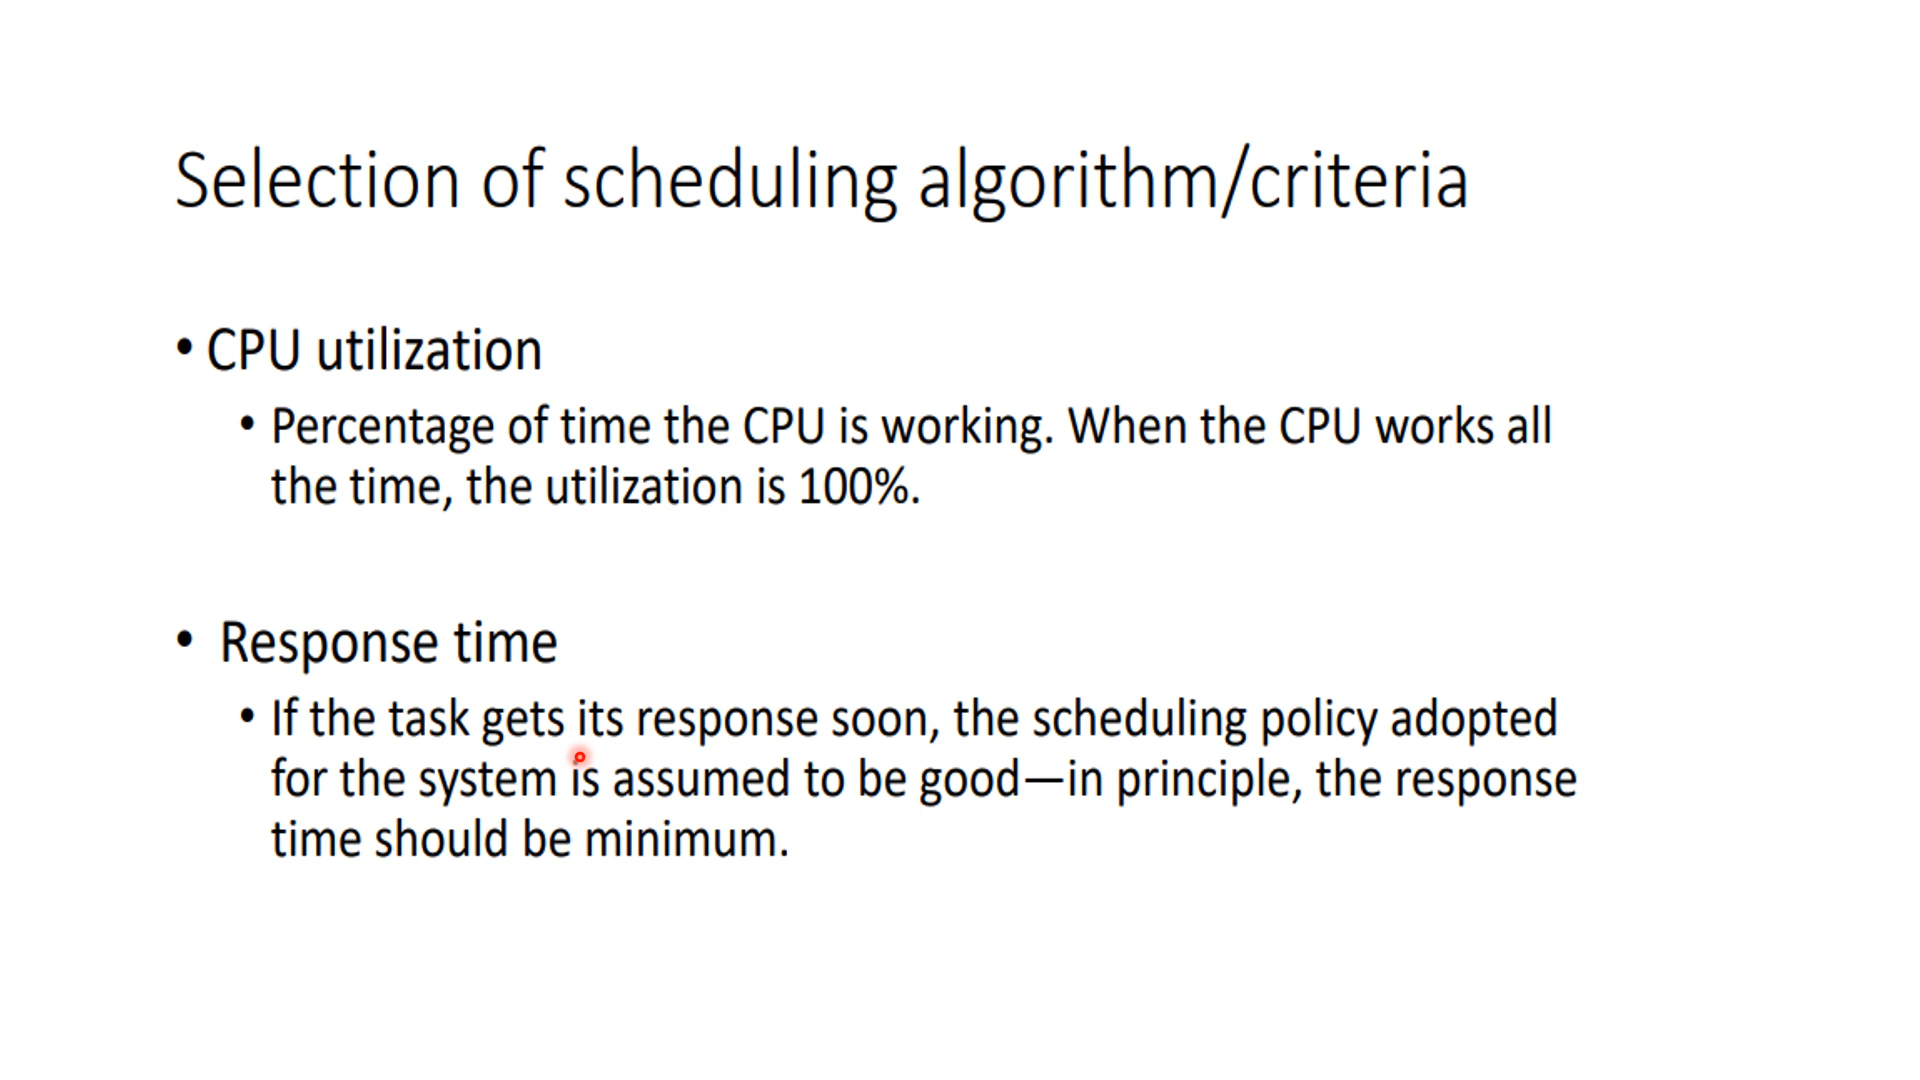 Selection of scheduling algorithm/criteria
• CPU utilization
• Percentage of time the CPU is working. When the CPU works all
the time, the utilization is 100%.
• Response time
• If the task gets its response soon, the scheduling policy adopted
for the system is assumed to be good—in principle, the response
time should be minimum.